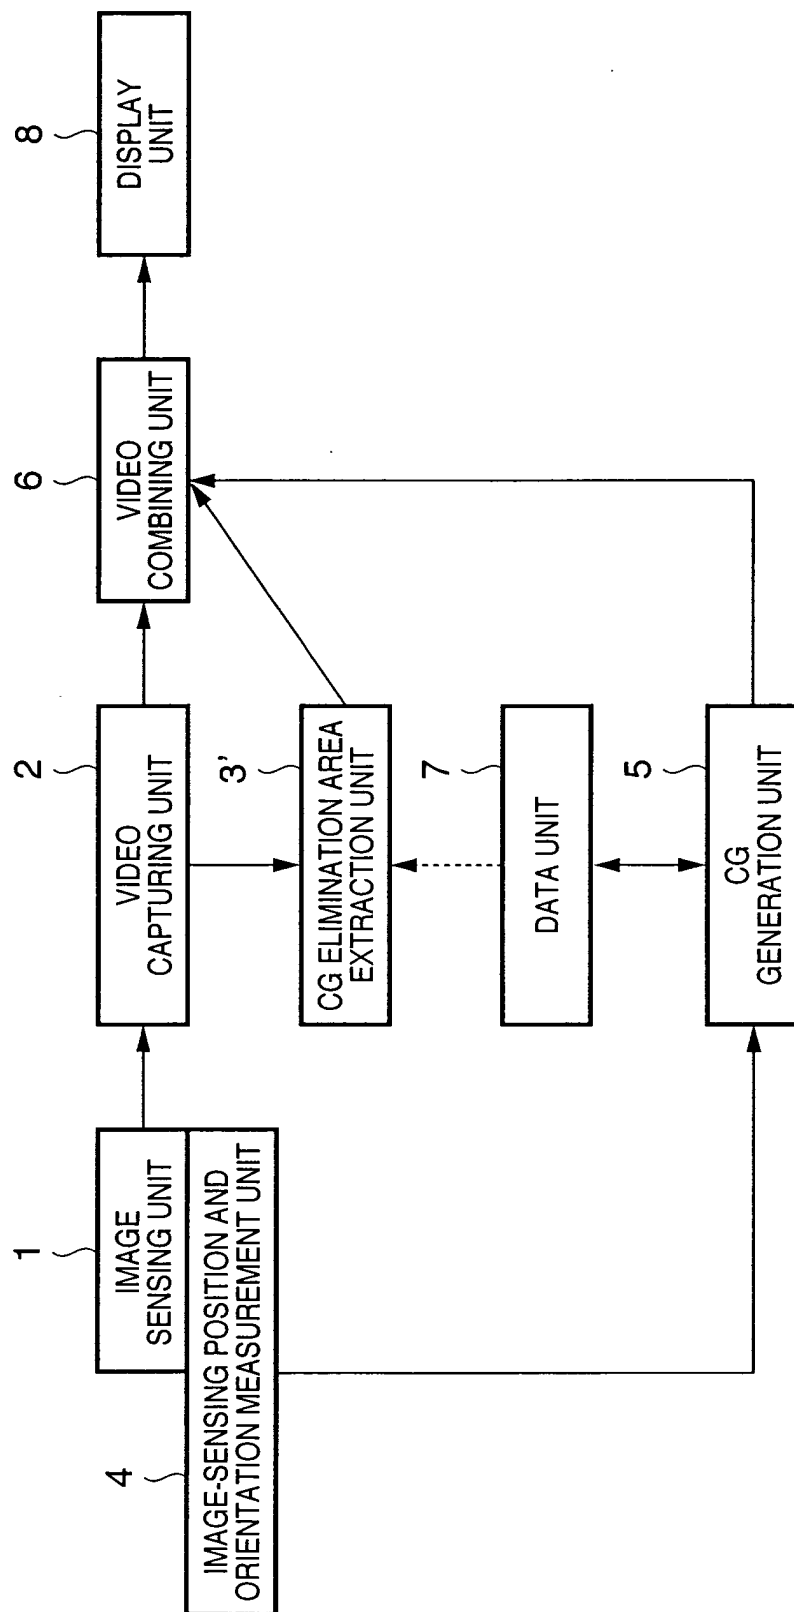 1
IMAGE
SENSING UNIT
4
IMAGE-SENSING POSITION AND
ORIENTATION MEASUREMENT UNIT
2
VIDEO
CAPTURING UNIT
3'
CG ELIMINATION AREA
EXTRACTION UNIT
7
DATA UNIT
5
CG
GENERATION UNIT
6
VIDEO
COMBINING UNIT
8
DISPLAY
UNIT